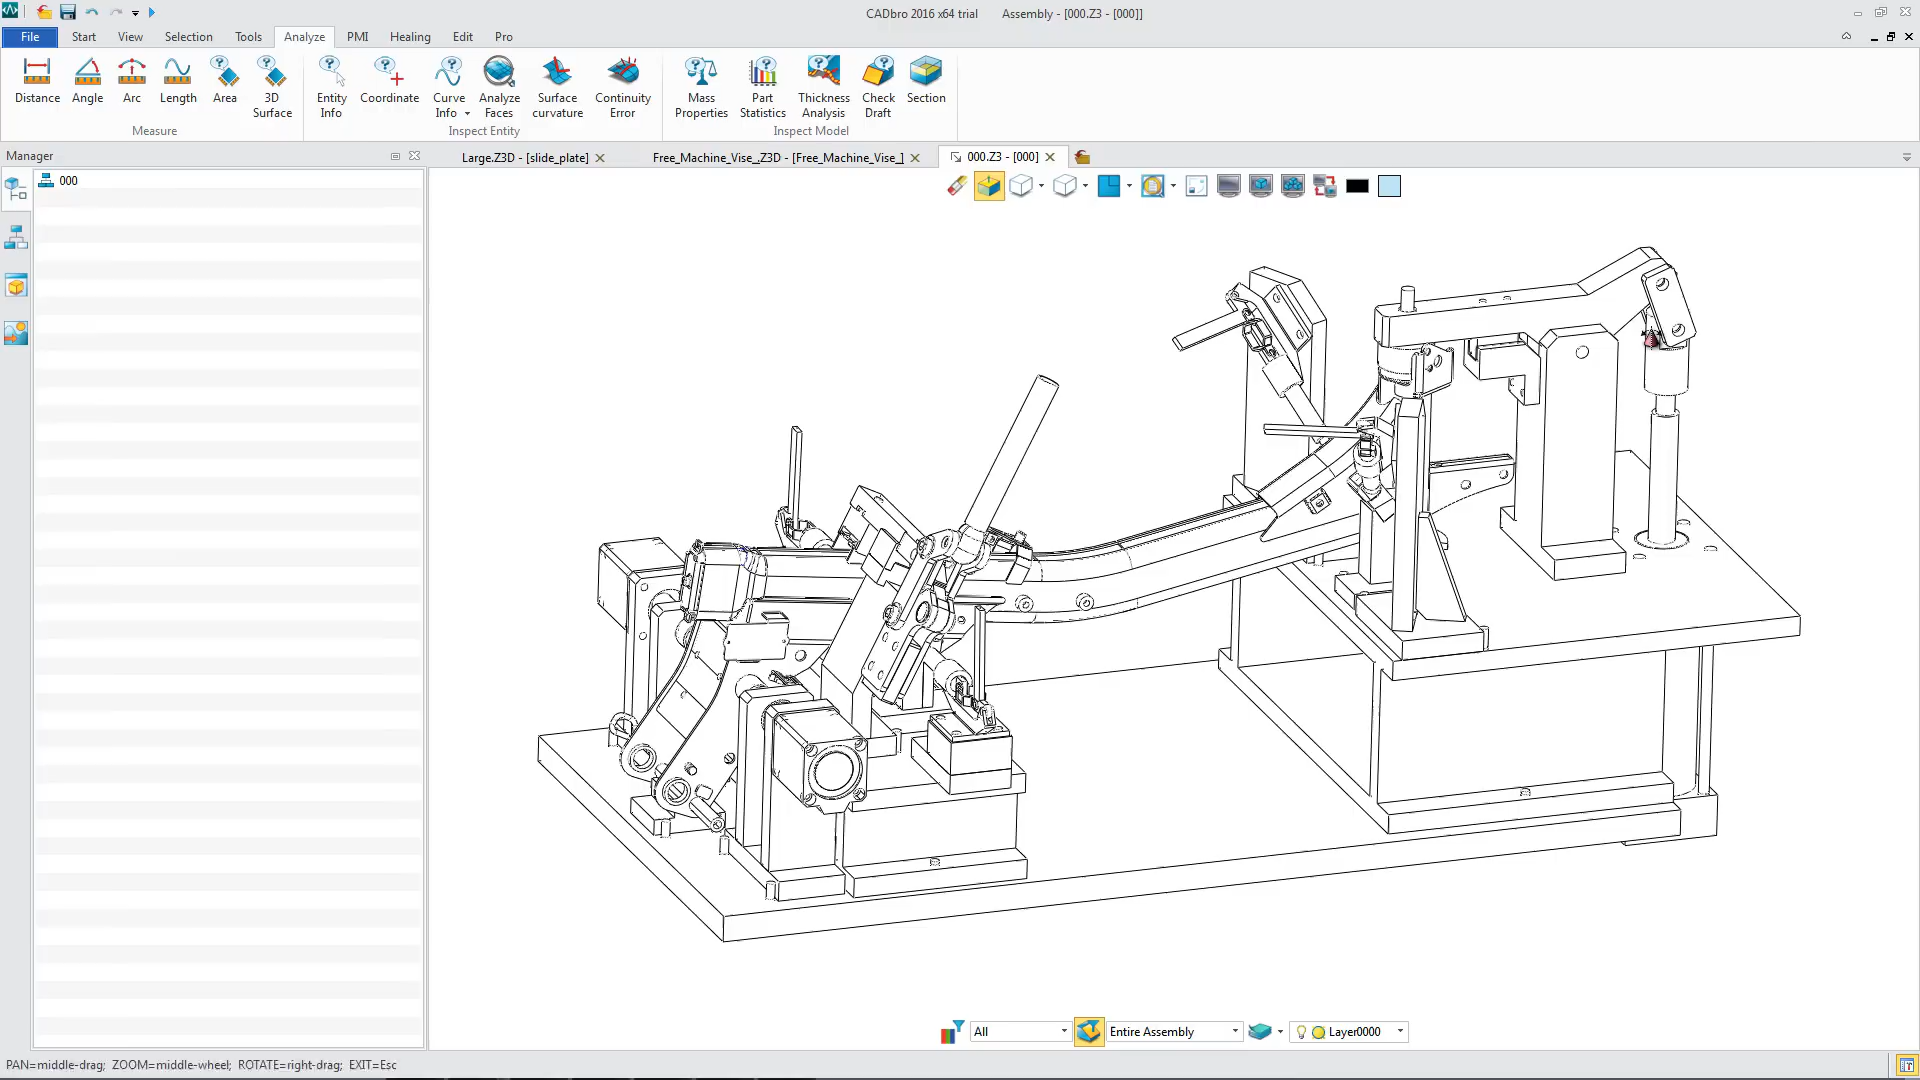 CADbro 2016 x64 trial Assembly - [000.Z3 - [000]]
File Start View Selection Tools Analyze PMI Healing Edit Pro
Distance Angle Arc Length Area 3D Surface Entity Info Coordinate Curve Info Analyze Faces Surface curvature Continuity Error Mass Properties Part Statistics Thickness Analysis Check Draft Section
Measure Inspect Entity Inspect Model
Manager
Large.Z3D - [slide_plate] Free_Machine_Vise_.Z3D - [Free_Machine_Vise_] 000.Z3 - [000]
000
All Entire Assembly Layer0000
PAN=middle-drag; ZOOM=middle-wheel; ROTATE=right-drag; EXIT=Esc